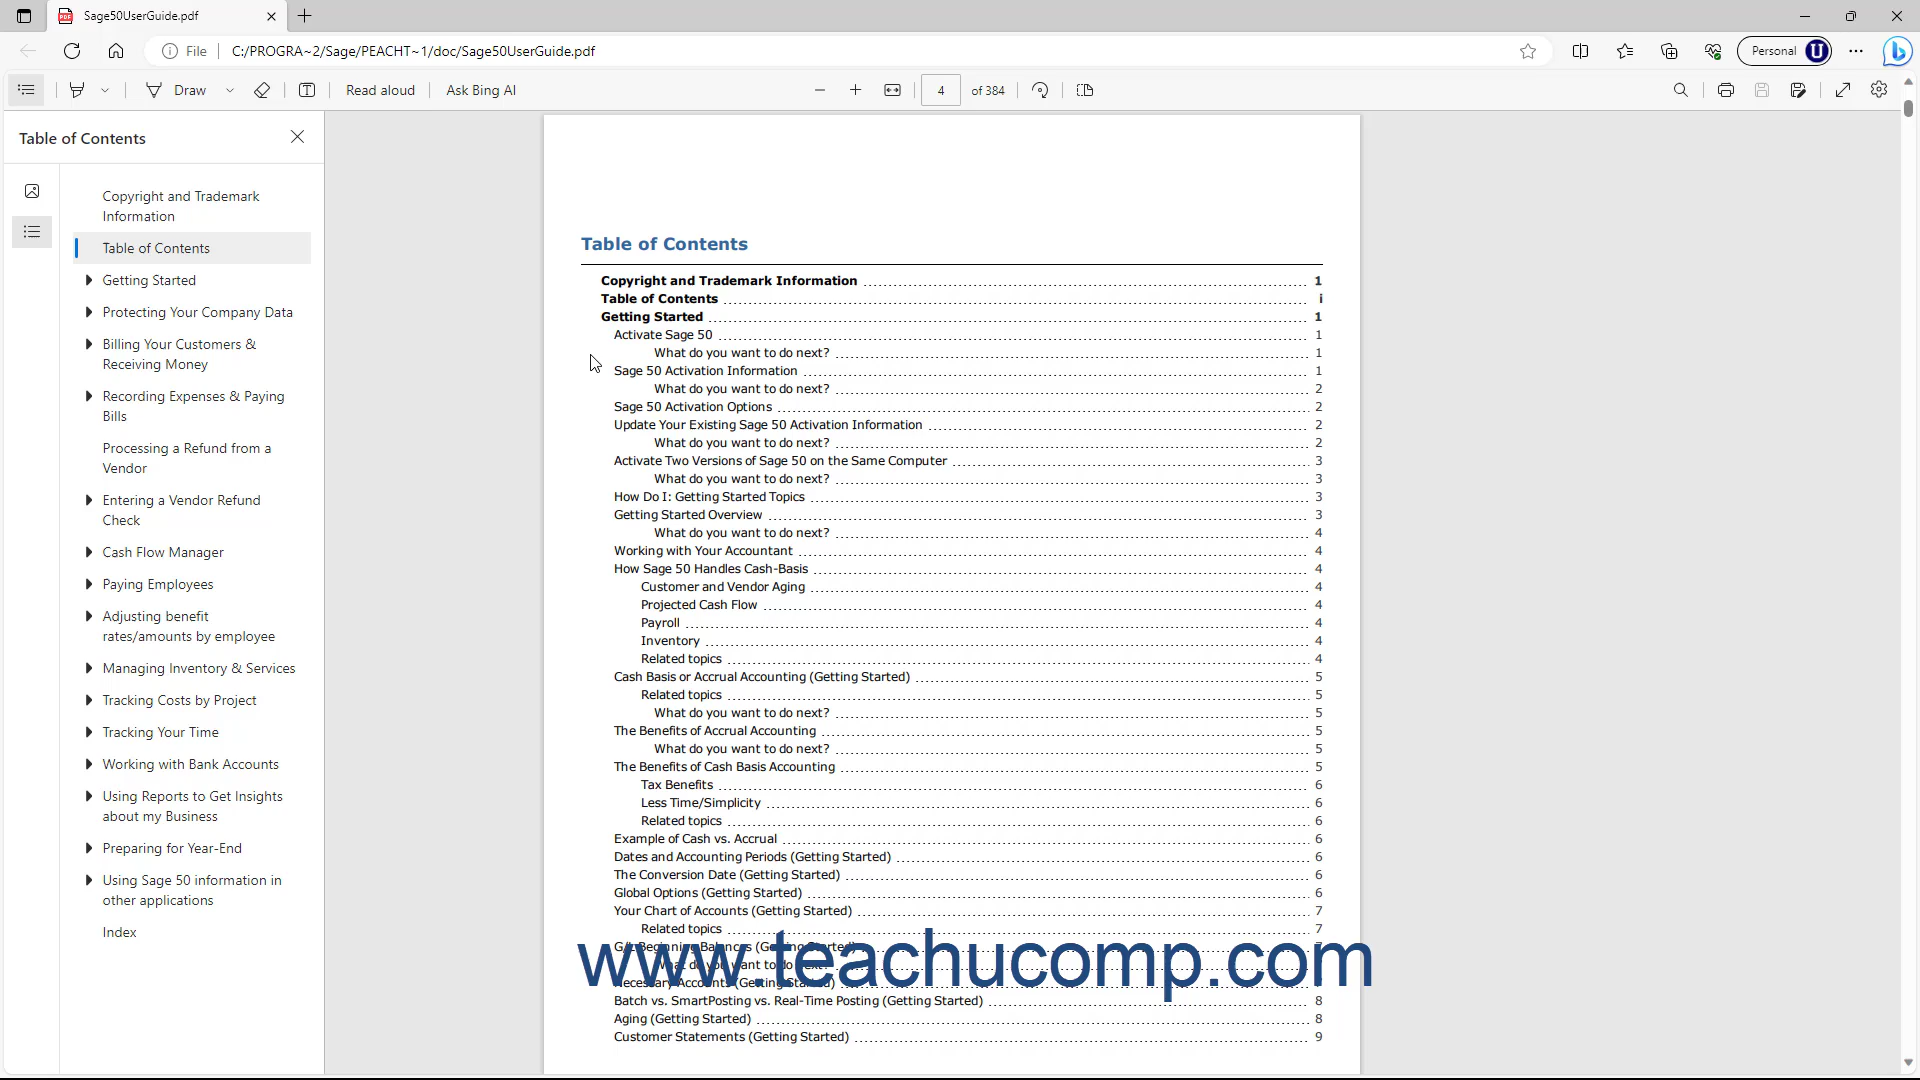 Sage50UserGuide.pdf
File
C:/PROGRA~2/Sage/PEACHT~1/doc/Sage50UserGuide.pdf
Personal
U
Draw
Read aloud
Ask Bing AI
4
of 384
Table of Contents
Copyright and Trademark
Information
Table of Contents
Getting Started
Protecting Your Company Data
Billing Your Customers &
Receiving Money
Recording Expenses & Paying
Bills
Processing a Refund from a
Vendor
Entering a Vendor Refund
Check
Cash Flow Manager
Paying Employees
Adjusting benefit
rates/amounts by employee
Managing Inventory & Services
Tracking Costs by Project
Tracking Your Time
Working with Bank Accounts
Using Reports to Get Insights
about my Business
Preparing for Year-End
Using Sage 50 information in
other applications
Index
Table of Contents
Copyright and Trademark Information 1
Table of Contents i
Getting Started 1
Activate Sage 50 1
What do you want to do next? 1
Sage 50 Activation Information 1
What do you want to do next? 2
Sage 50 Activation Options 2
Update Your Existing Sage 50 Activation Information 2
What do you want to do next? 2
Activate Two Versions of Sage 50 on the Same Computer 3
What do you want to do next? 3
How Do I: Getting Started Topics 3
Getting Started Overview 3
What do you want to do next? 4
Working with Your Accountant 4
How Sage 50 Handles Cash-Basis 4
Customer and Vendor Aging 4
Projected Cash Flow 4
Payroll 4
Inventory 4
Related topics 4
Cash Basis or Accrual Accounting (Getting Started) 5
Related topics 5
What do you want to do next? 5
The Benefits of Accrual Accounting 5
What do you want to do next? 5
The Benefits of Cash Basis Accounting 5
Tax Benefits 6
Less Time/Simplicity 6
Related topics 6
Example of Cash vs. Accrual 6
Dates and Accounting Periods (Getting Started) 6
The Conversion Date (Getting Started) 6
Global Options (Getting Started) 6
Your Chart of Accounts (Getting Started) 7
Related topics 7
G/L Beginning Balances (Getting Started) 7
What do you want to do next?
Necessary Accounts (Getting Started)
Batch vs. SmartPosting vs. Real-Time Posting (Getting Started) 8
Aging (Getting Started) 8
Customer Statements (Getting Started) 9
www.teachucomp.com